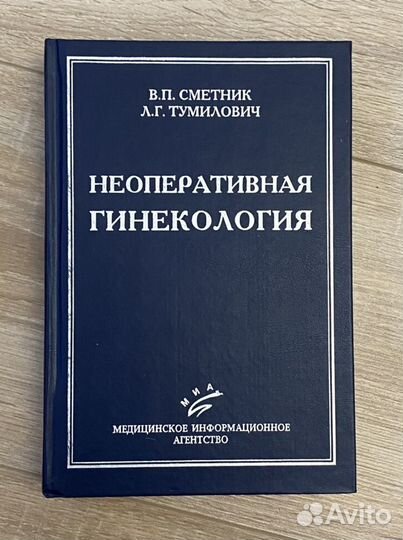 В.П. СМЕТНИК
Л.Г. ТУМИЛОВИЧ
НЕОПЕРАТИВНАЯ
ГИНЕКОЛОГИЯ
МИА
МЕДИЦИНСКОЕ ИНФОРМАЦИОННОЕ
АГЕНТСТВО
Avito